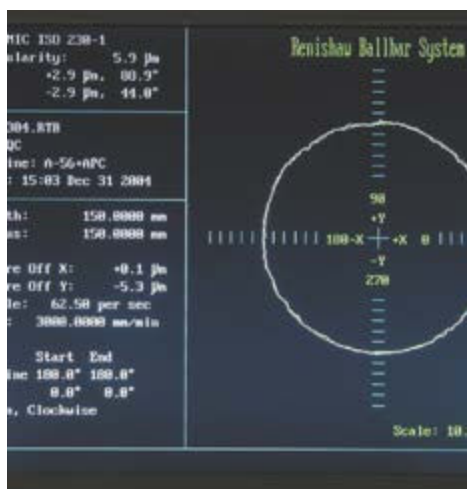 MIC ISO 230-1
ularity: 5.9 µm
+2.9 µm, 80.9°
-2.9 µm, 44.0°
304.RTB
QC
ine: A-56+APC
: 15:03 Dec 31 2004
th: 150.0000 mm
as: 150.0000 mm
re Off X: +0.1 µm
re Off Y: -5.3 µm
le: 62.50 per sec
: 3000.0000 mm/min
Start End
ine 180.0° 180.0°
0.0° 0.0°
, Clockwise
Renishaw Ballbar System
90
+Y
180-X +X 0
-Y
270
Scale: 10.